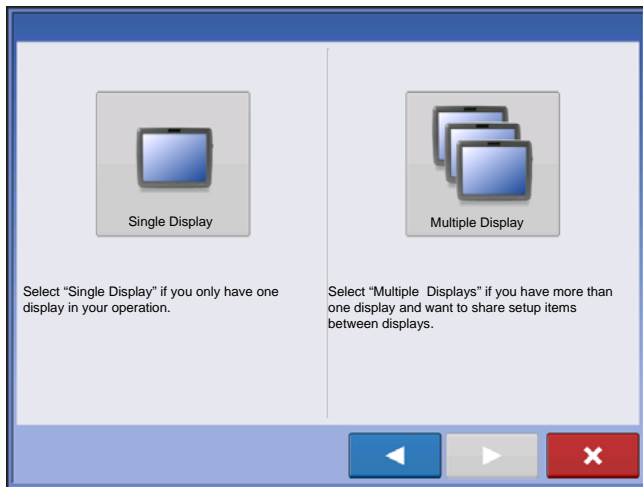 Single Display
Select “Single Display” if you only have one
display in your operation.
Multiple Display
Select “Multiple  Displays” if you have more than
one display and want to share setup items
between displays.